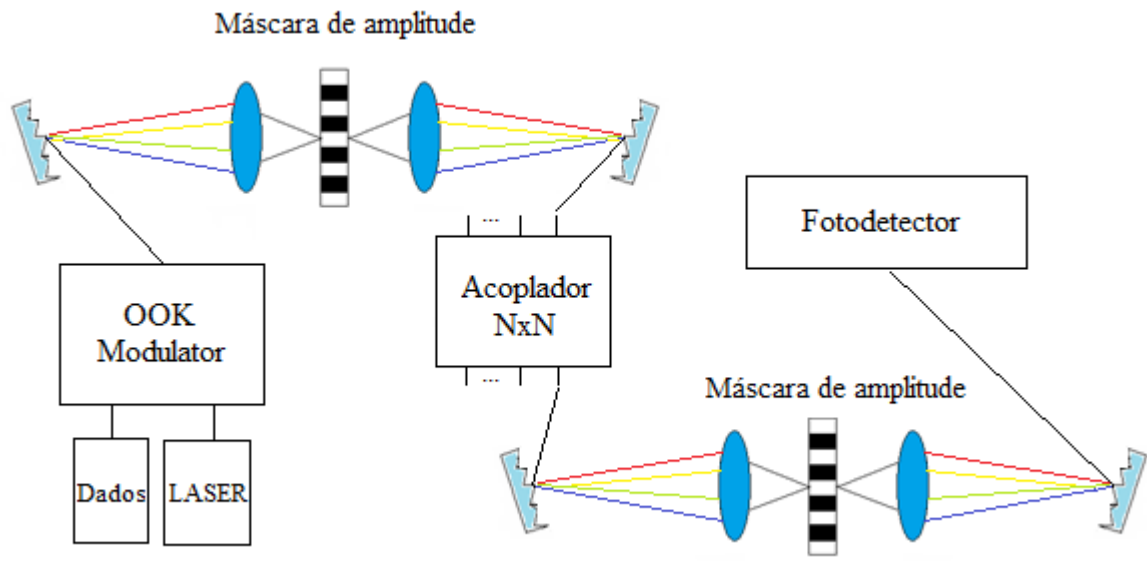 Máscara de amplitude
Fotodetector
OOK
Modulator
...
Acoplador
NxN
...
Máscara de amplitude
Dados
LASER